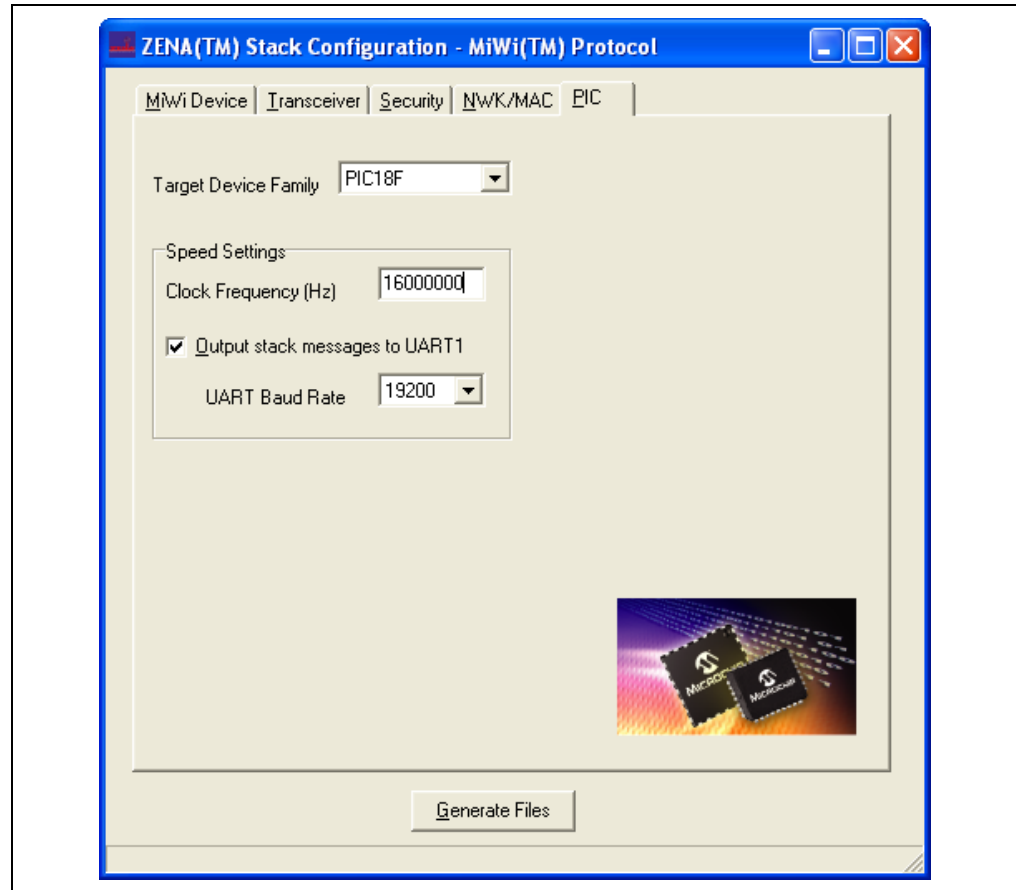 ZENA(TM) Stack Configuration - MiWi(TM) Protocol
MiWi Device Transceiver Security NWK/MAC PIC
Target Device Family PIC18F
Speed Settings
Clock Frequency (Hz) 16000000
Output stack messages to UART1
UART Baud Rate 19200
MICROCHIP
Generate Files